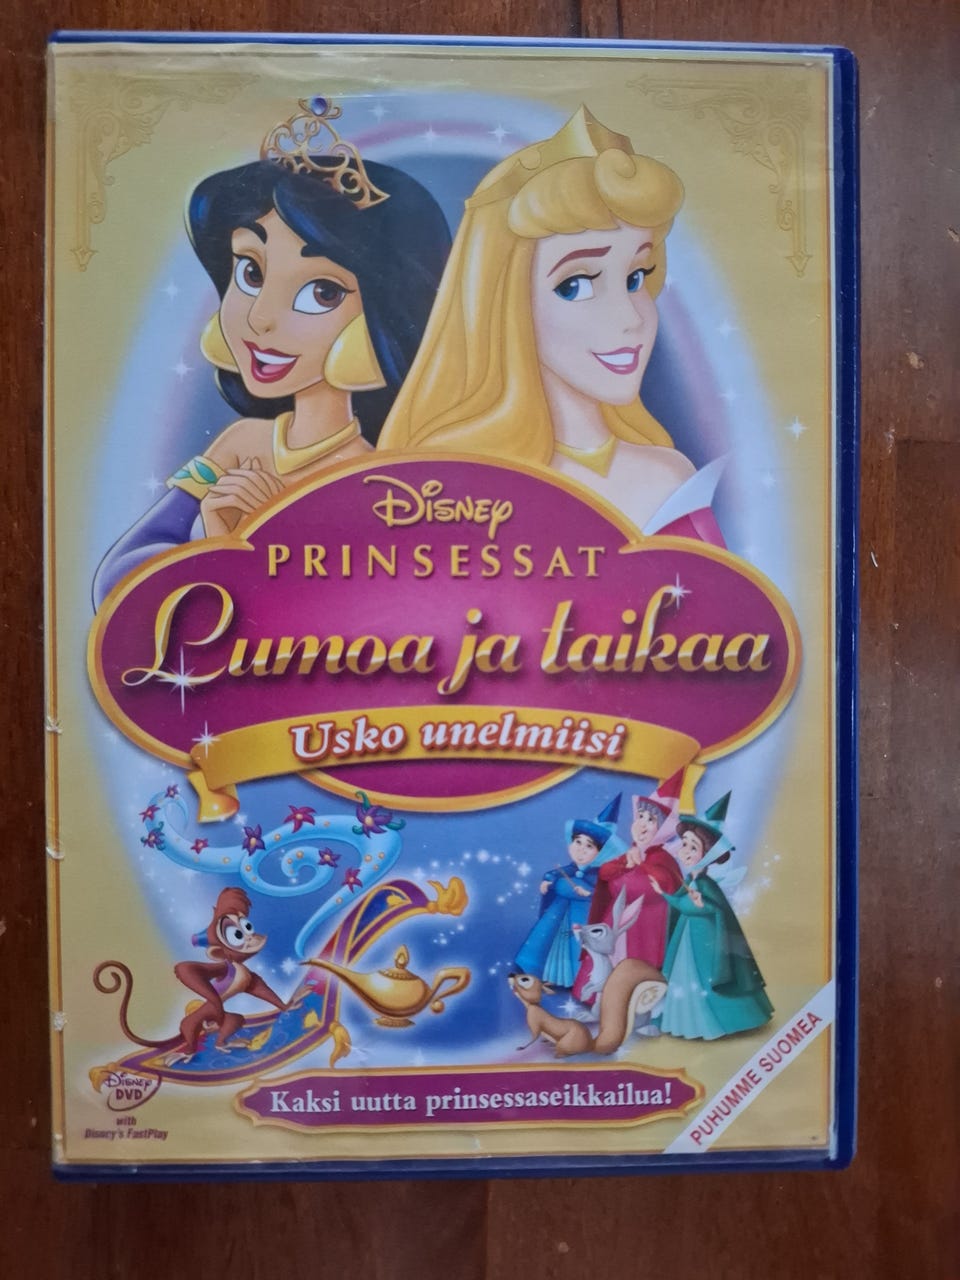 Disney
PRINSESSAT
Lumoa ja taikaa
Usko unelmiisi
Disney
DVD
with
Disney's FastPlay
Kaksi uutta prinsessaseikkailua!
PUHUMME SUOMEA